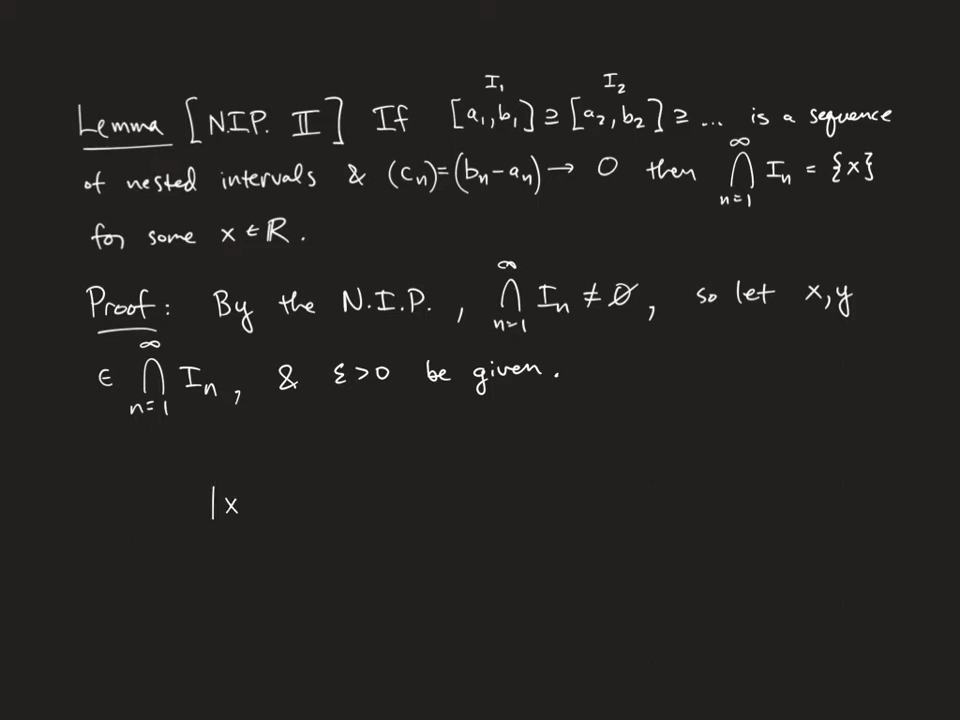 I₁ I₂
Lemma [N.I.P. II] If [a₁,b₁] ⊇ [a₂,b₂] ⊇ ... is a sequence
of nested intervals & (cₙ)=(bₙ-aₙ) → 0 then ∞ ⋂ n=1 Iₙ = {x}
for some x ∈ ℝ.
Proof: By the N.I.P., ∞ ⋂ n=1 Iₙ ≠ ∅, so let x,y
∈ ∞ ⋂ n=1 Iₙ, & ε>0 be given.
|x